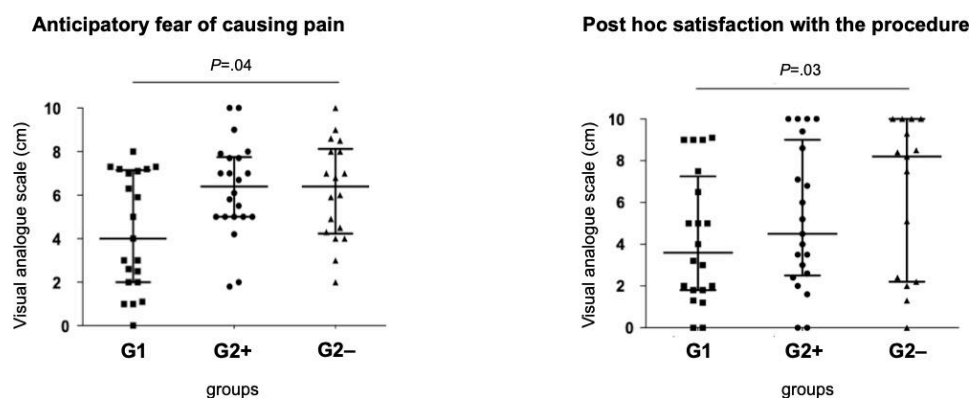 Anticipatory fear of causing pain
P=.04
Visual analogue scale (cm)
10
8
6
4
2
0
G1 G2+ G2–
groups
Post hoc satisfaction with the procedure
P=.03
Visual analogue scale (cm)
10
8
6
4
2
0
G1 G2+ G2–
groups